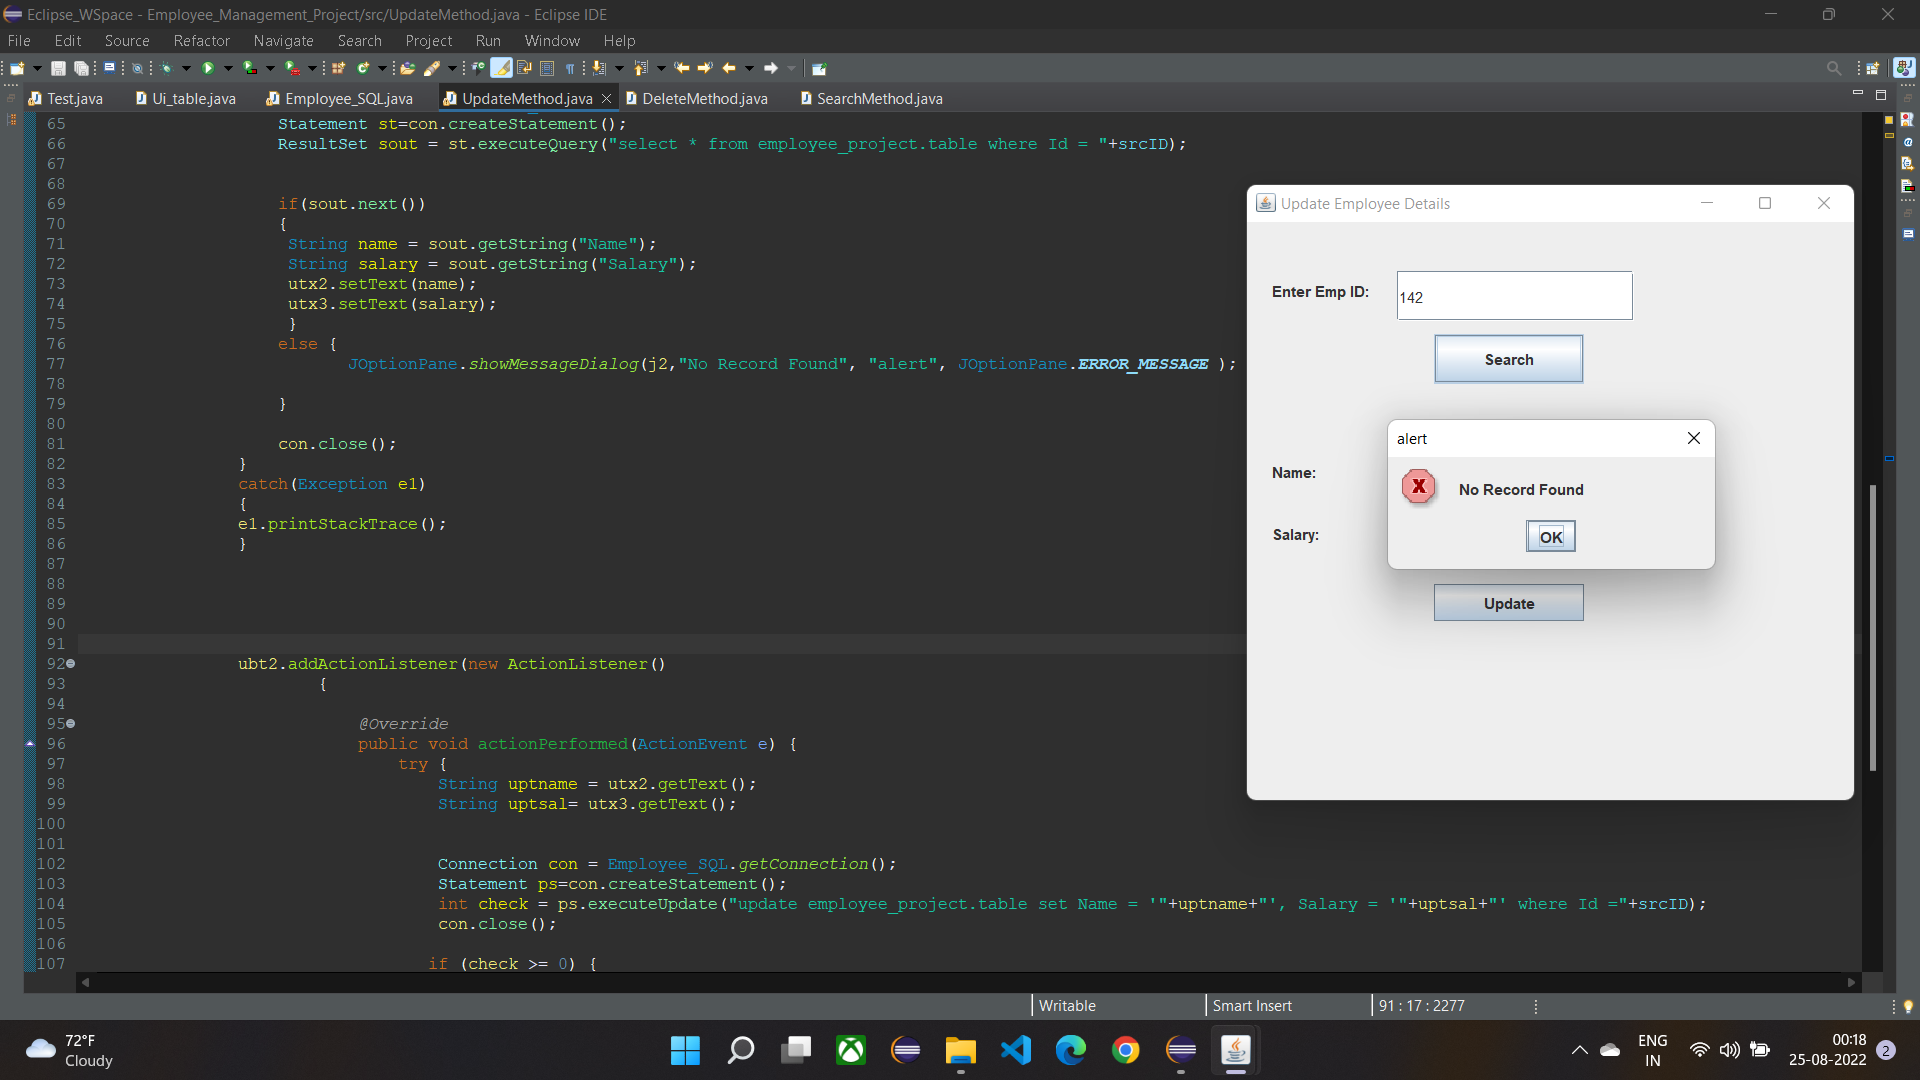 Eclipse_WSpace - Employee_Management_Project/src/UpdateMethod.java - Eclipse IDE
File Edit Source Refactor Navigate Search Project Run Window Help
Test.java Ui_table.java Employee_SQL.java UpdateMethod.java DeleteMethod.java SearchMethod.java
65 Statement st=con.createStatement();
66 ResultSet sout = st.executeQuery("select * from employee_project.table where Id = "+srcID);
67
68
69 if(sout.next())
70 {
71 String name = sout.getString("Name");
72 String salary = sout.getString("Salary");
73 utx2.setText(name);
74 utx3.setText(salary);
75 }
76 else {
77 JOptionPane.showMessageDialog(j2,"No Record Found", "alert", JOptionPane.ERROR_MESSAGE );
78
79 }
80
81 con.close();
82 }
83 catch(Exception e1)
84 {
85 e1.printStackTrace();
86 }
87
88
89
90
91
92 ubt2.addActionListener(new ActionListener()
93 {
94
95 @Override
96 public void actionPerformed(ActionEvent e) {
97 try {
98 String uptname = utx2.getText();
99 String uptsal= utx3.getText();
100
101
102 Connection con = Employee_SQL.getConnection();
103 Statement ps=con.createStatement();
104 int check = ps.executeUpdate("update employee_project.table set Name = '"+uptname+"', Salary = '"+uptsal+"' where Id ="+srcID);
105 con.close();
106
107 if (check >= 0) {
Update Employee Details
Enter Emp ID: 142
Search
alert
Name:
No Record Found
Salary:
OK
Update
Writable Smart Insert 91 : 17 : 2277
72°F
Cloudy
ENG
IN
00:18
25-08-2022
2